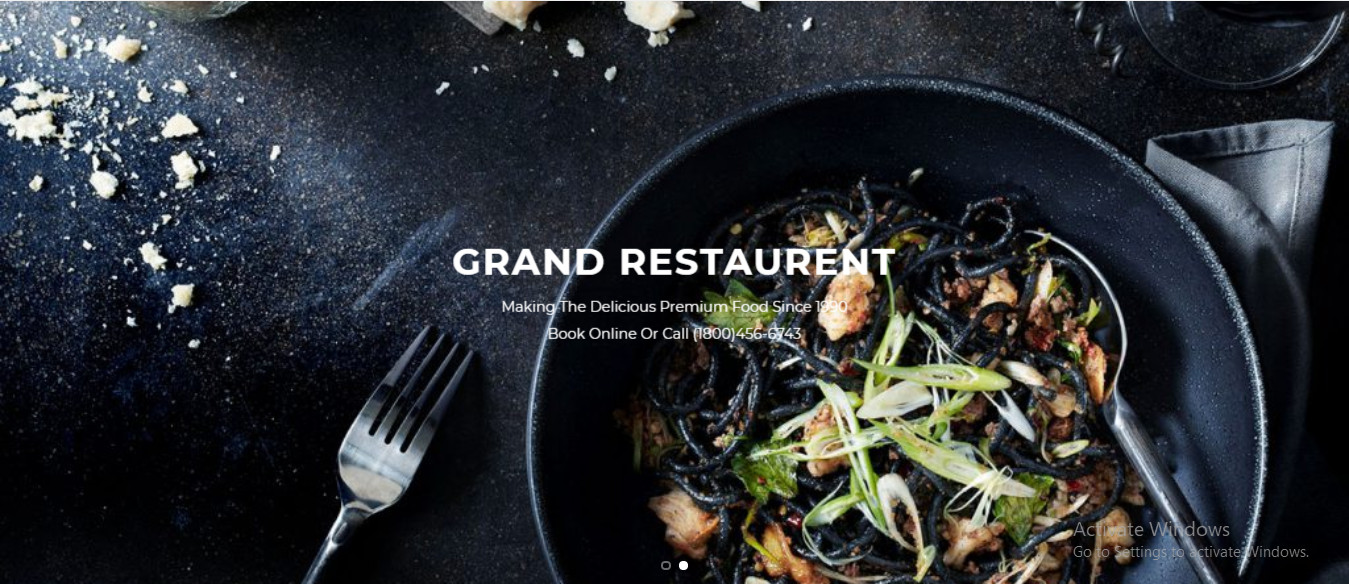 GRAND RESTAURENT
Making The Delicious Premium Food Since 1990
Book Online Or Call (1800)456-6743
Activate Windows
Go to Settings to activate Windows.